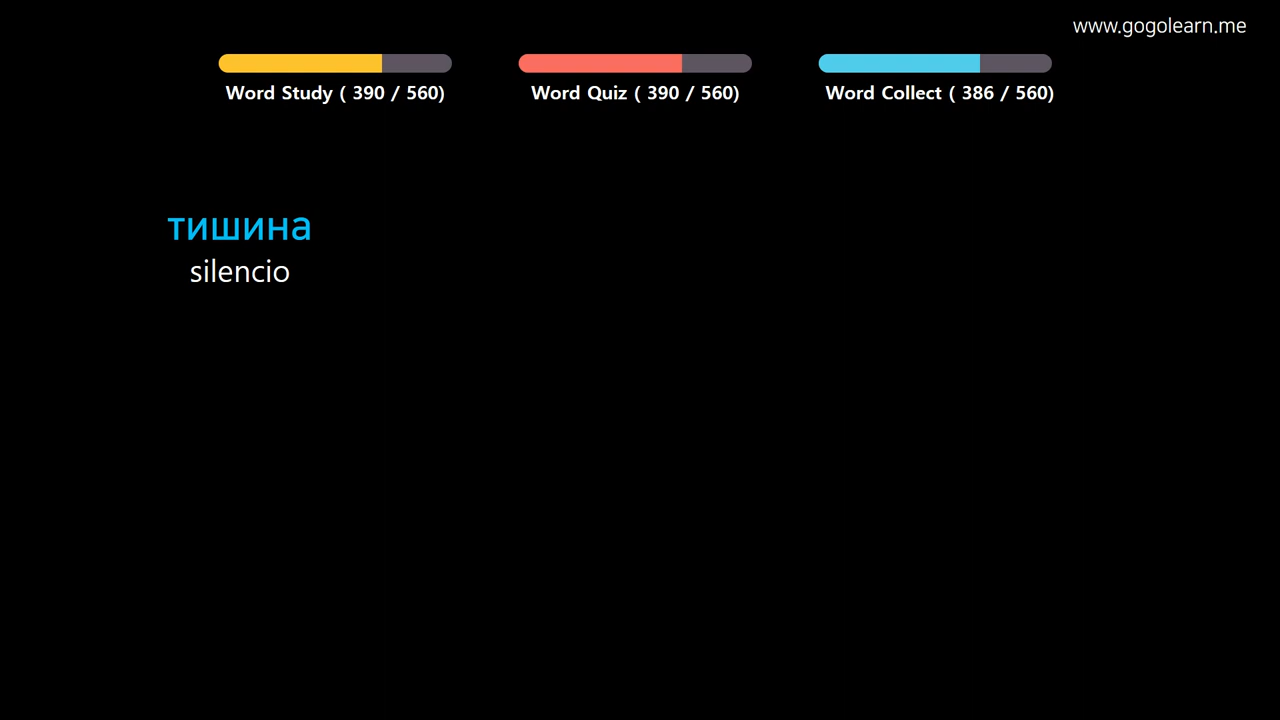 www.gogolearn.me
Word Study ( 390 / 560)
Word Quiz ( 390 / 560)
Word Collect ( 386 / 560)
тишина
silencio